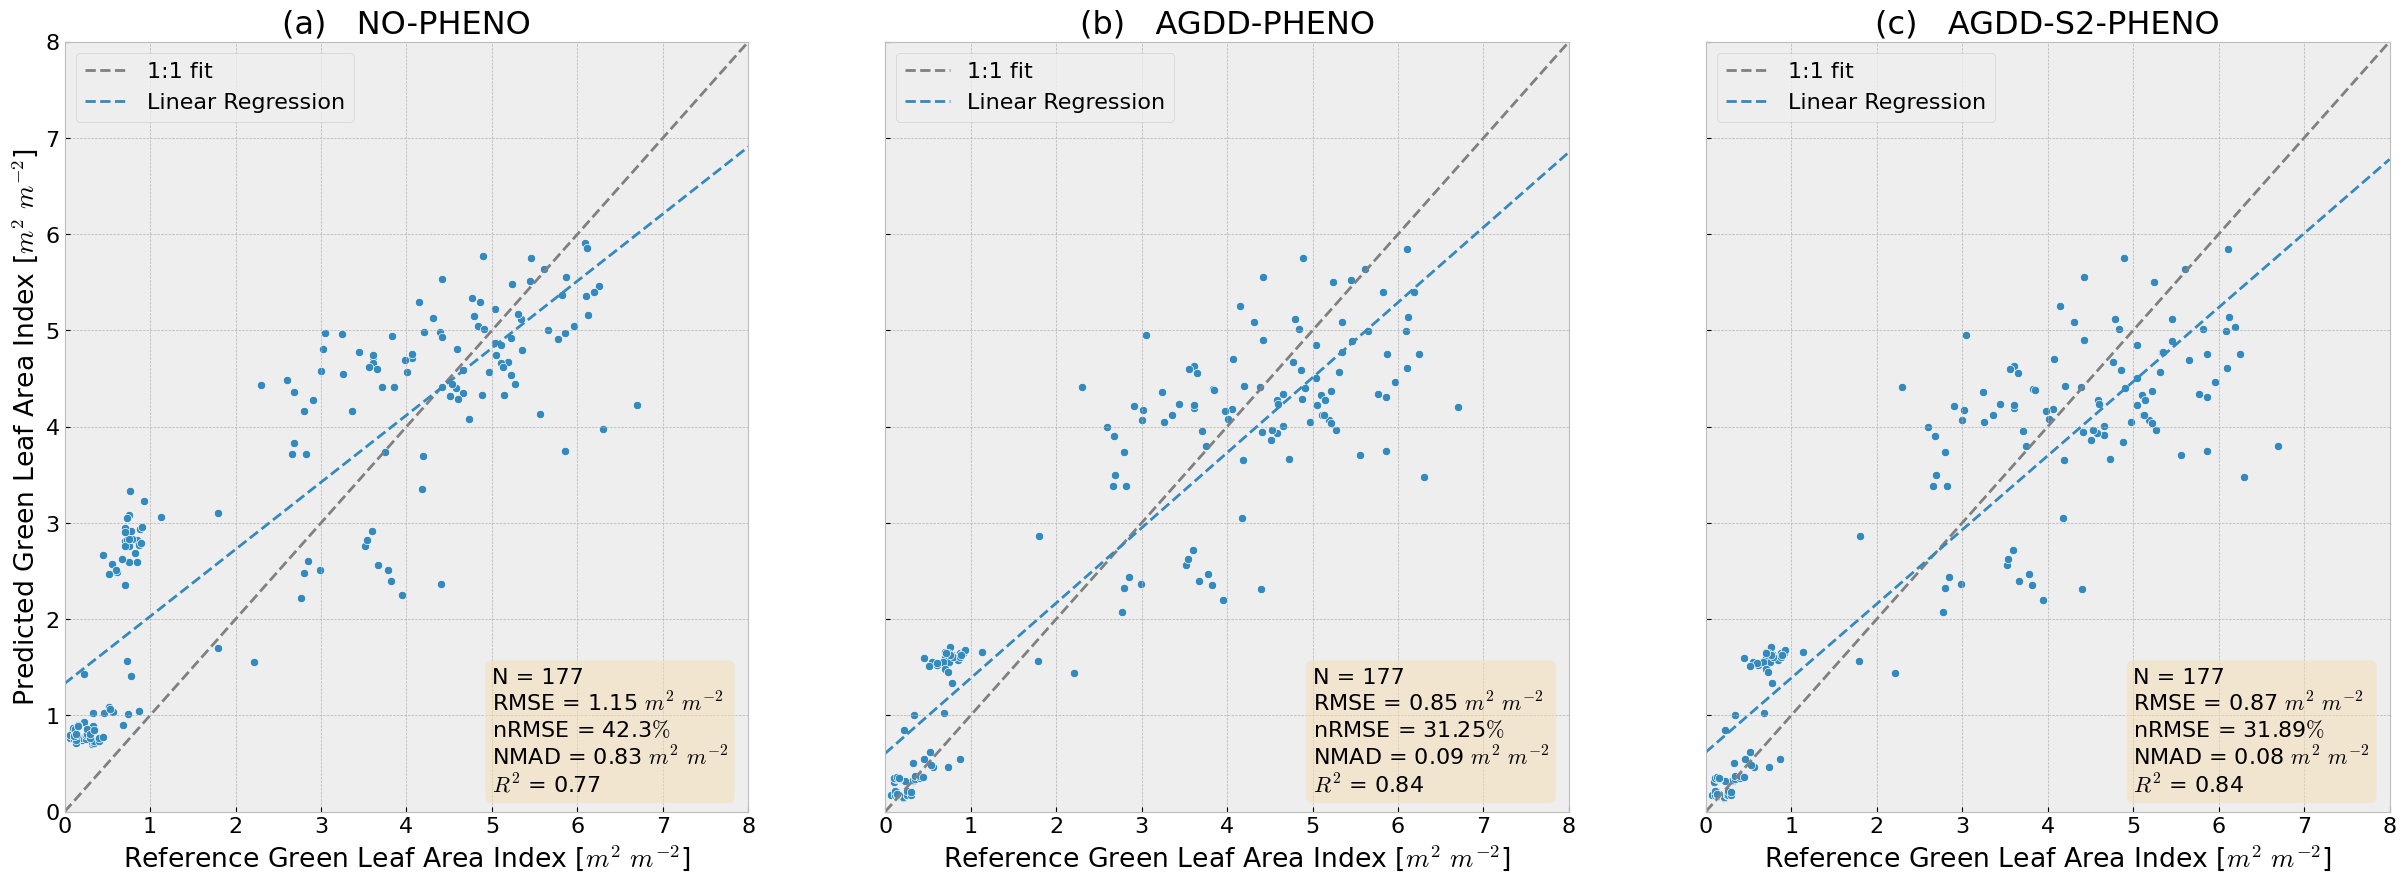 (a)   NO-PHENO
1:1 fit
Linear Regression
8
7
6
5
4
3
2
1
0
Predicted Green Leaf Area Index [m² m⁻²]
N = 177
RMSE = 1.15 m² m⁻²
nRMSE = 42.3%
NMAD = 0.83 m² m⁻²
R² = 0.77
0 1 2 3 4 5 6 7 8
Reference Green Leaf Area Index [m² m⁻²]
(b)   AGDD-PHENO
1:1 fit
Linear Regression
N = 177
RMSE = 0.85 m² m⁻²
nRMSE = 31.25%
NMAD = 0.09 m² m⁻²
R² = 0.84
0 1 2 3 4 5 6 7 8
Reference Green Leaf Area Index [m² m⁻²]
(c)   AGDD-S2-PHENO
1:1 fit
Linear Regression
N = 177
RMSE = 0.87 m² m⁻²
nRMSE = 31.89%
NMAD = 0.08 m² m⁻²
R² = 0.84
0 1 2 3 4 5 6 7 8
Reference Green Leaf Area Index [m² m⁻²]